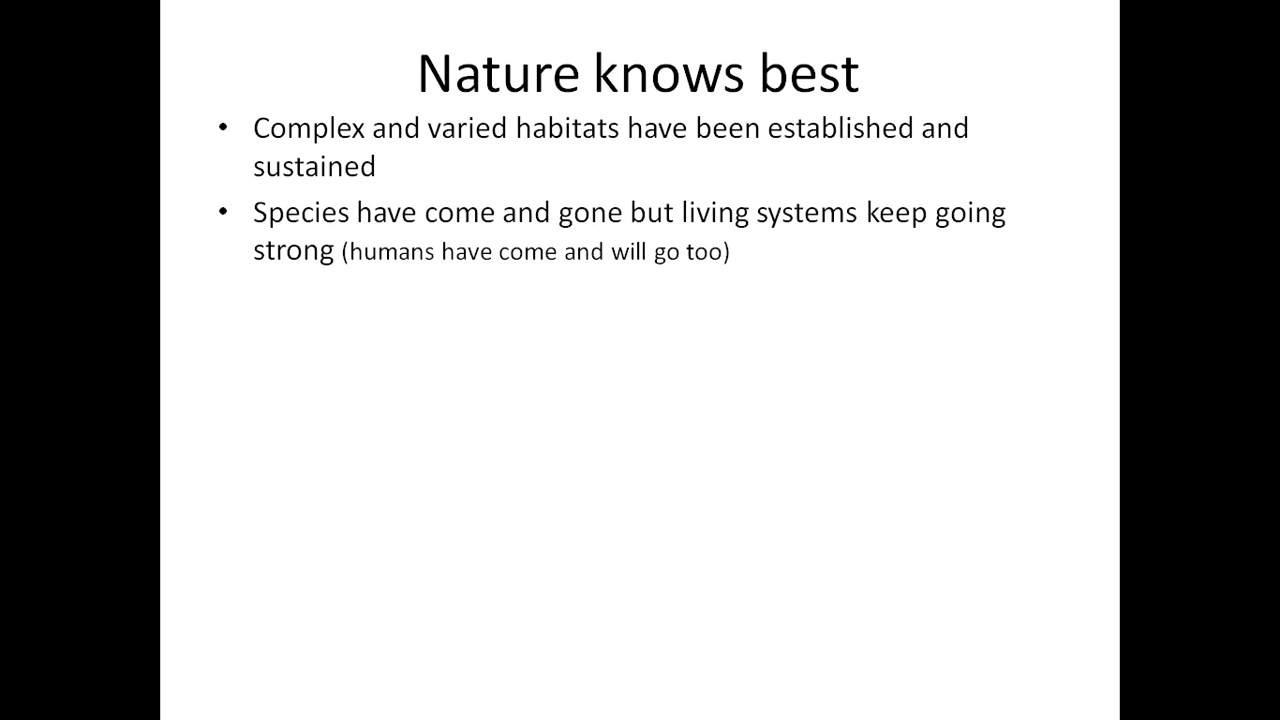 Nature knows best
• Complex and varied habitats have been established and
sustained
• Species have come and gone but living systems keep going
strong (humans have come and will go too)